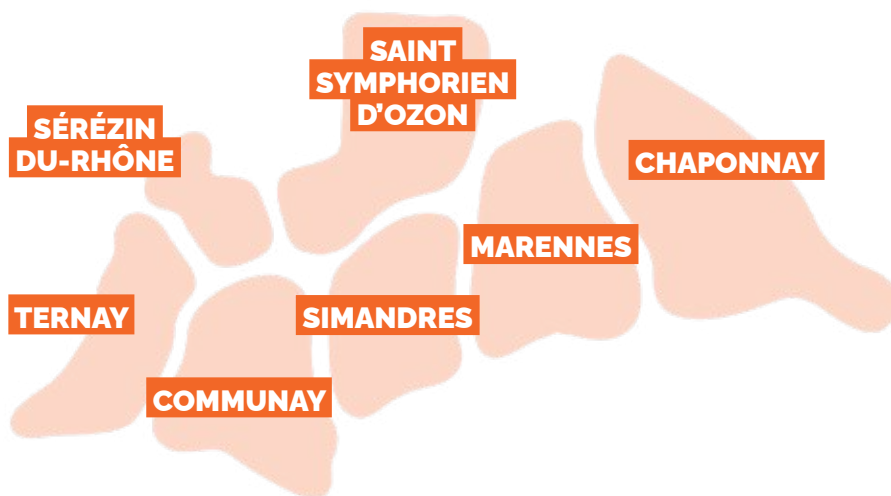 SAINT
SYMPHORIEN
D'OZON
SÉRÉZIN
DU-RHÔNE
CHAPONNAY
MARENNES
TERNAY
SIMANDRES
COMMUNAY